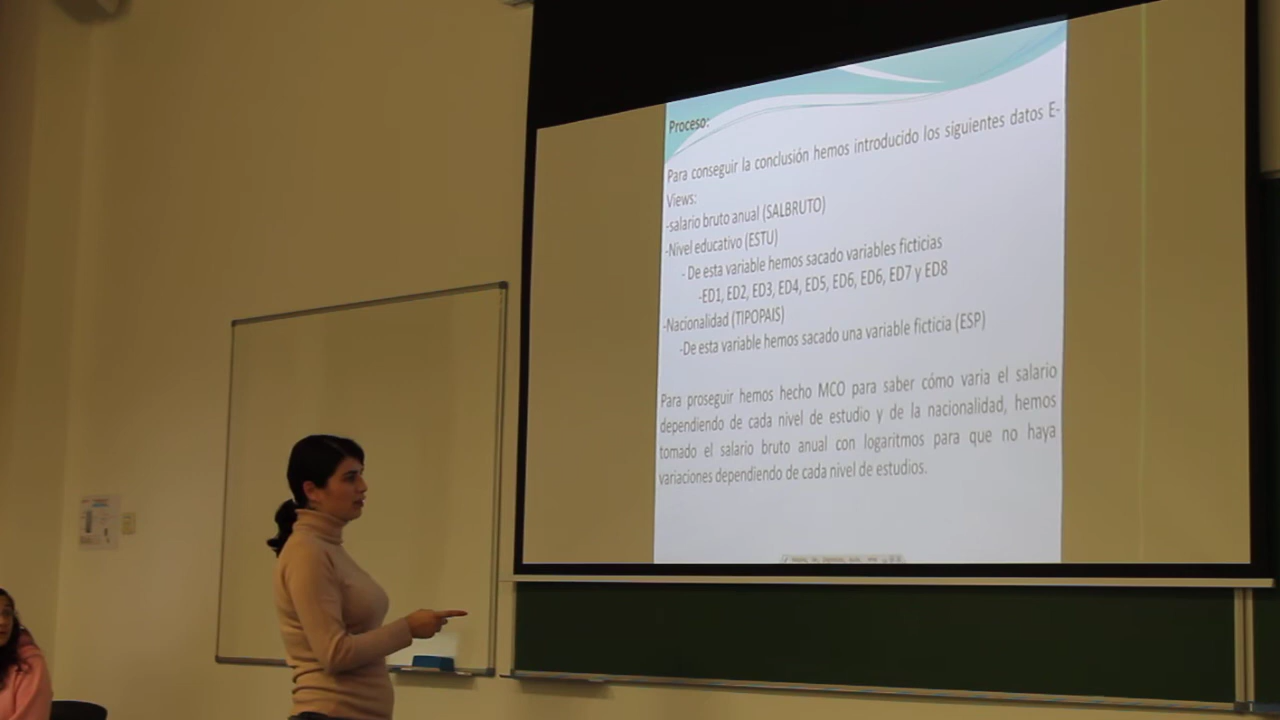 Proceso:
Para conseguir la conclusión hemos introducido los siguientes datos E-
Views:
-salario bruto anual (SALBRUTO)
-Nivel educativo (ESTU)
- De esta variable hemos sacado variables ficticias
-ED1, ED2, ED3, ED4, ED5, ED6, ED6, ED7 y ED8
-Nacionalidad (TIPOPAIS)
-De esta variable hemos sacado una variable ficticia (ESP)
Para proseguir hemos hecho MCO para saber cómo varia el salario
dependiendo de cada nivel de estudio y de la nacionalidad, hemos
tomado el salario bruto anual con logaritmos para que no haya
variaciones dependiendo de cada nivel de estudios.